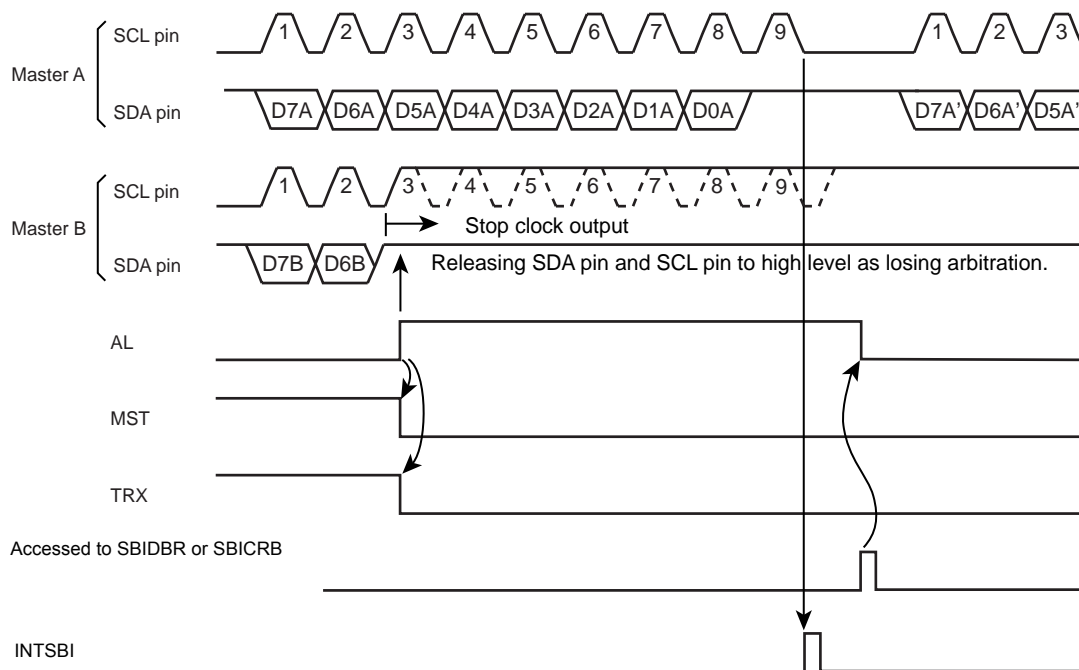 SCL pin 1 2 3 4 5 6 7 8 9 1 2 3
Master A
SDA pin D7A D6A D5A D4A D3A D2A D1A D0A D7A' D6A' D5A'
SCL pin 1 2 3 4 5 6 7 8 9
Master B
Stop clock output
SDA pin D7B D6B
Releasing SDA pin and SCL pin to high level as losing arbitration.
AL
MST
TRX
Accessed to SBIDBR or SBICRB
INTSBI